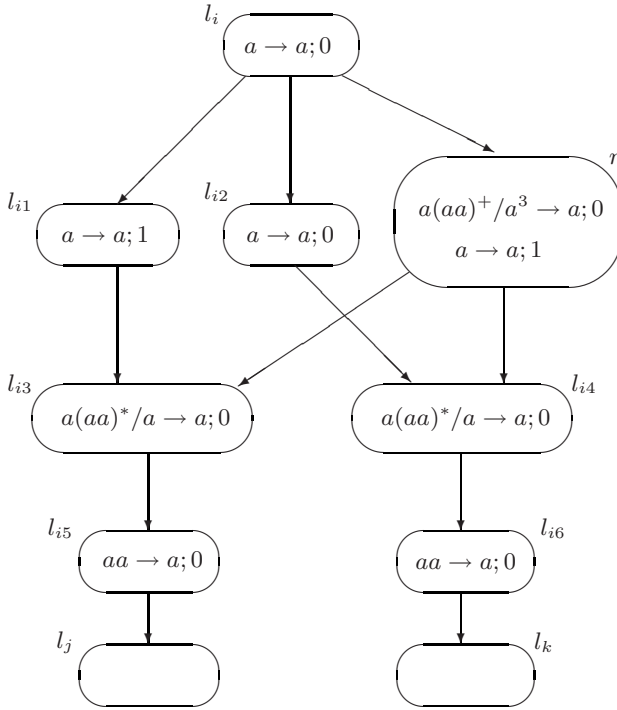 l_i
a → a; 0
r
l_{i1}
l_{i2}
a(aa)^+/a^3 → a; 0
a → a; 1
a → a; 0
a → a; 1
l_{i3}
l_{i4}
a(aa)^*/a → a; 0
a(aa)^*/a → a; 0
l_{i5}
l_{i6}
aa → a; 0
aa → a; 0
l_j
l_k